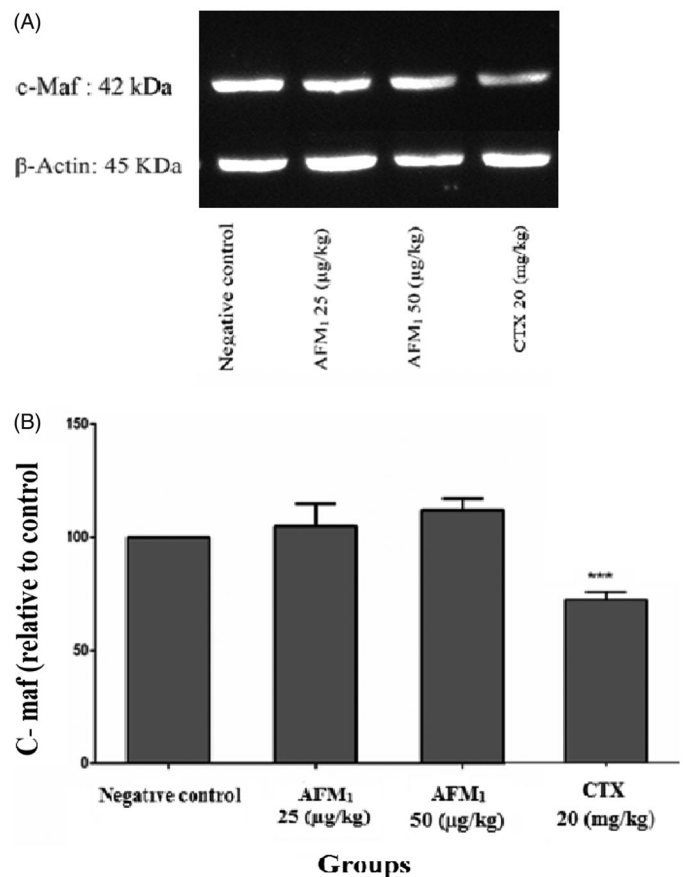 (A)
c-Maf : 42 kDa
β-Actin: 45 KDa
Negative control
AFM₁ 25 (μg/kg)
AFM₁ 50 (μg/kg)
CTX 20 (mg/kg)
(B)
C- maf (relative to control
150
100
50
0
***
Negative control
AFM₁
25 (μg/kg)
AFM₁
50 (μg/kg)
CTX
20 (mg/kg)
Groups